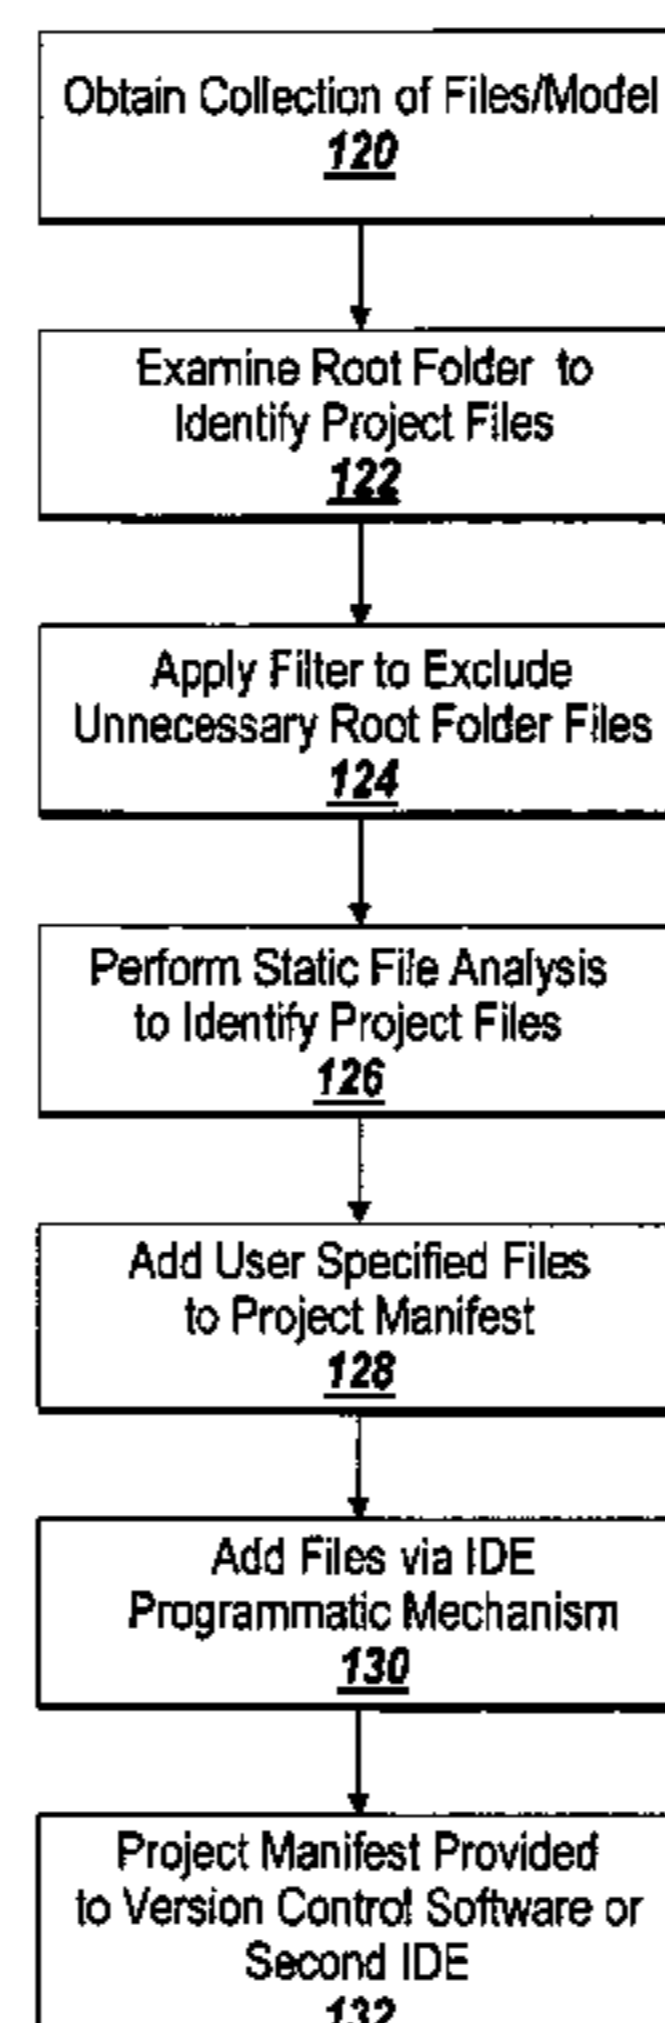 Obtain Collection of Files/Model
120
Examine Root Folder to
Identify Project Files
122
Apply Filter to Exclude
Unnecessary Root Folder Files
124
Perform Static File Analysis
to Identify Project Files
126
Add User Specified Files
to Project Manifest
128
Add Files via IDE
Programmatic Mechanism
130
Project Manifest Provided
to Version Control Software or
Second IDE
132